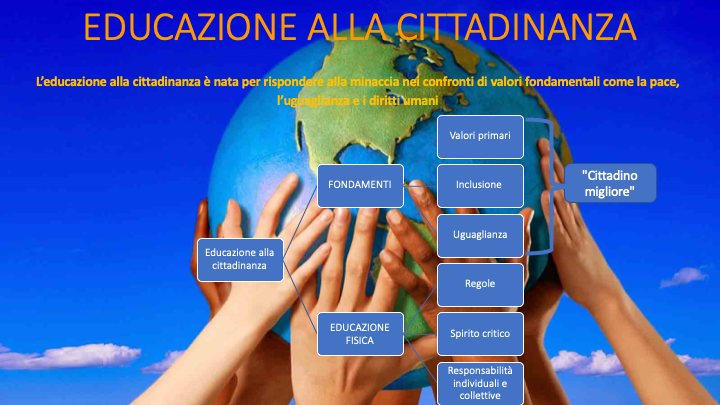 EDUCAZIONE ALLA CITTADINANZA
L'educazione alla cittadinanza è nata per rispondere alla minaccia nei confronti di valori fondamentali come la pace,
l'uguaglianza e i diritti umani
Valori primari
FONDAMENTI
Inclusione
"Cittadino
migliore"
Uguaglianza
Educazione alla
cittadinanza
Regole
EDUCAZIONE
FISICA
Spirito critico
Responsabilità
individuali e
collettive